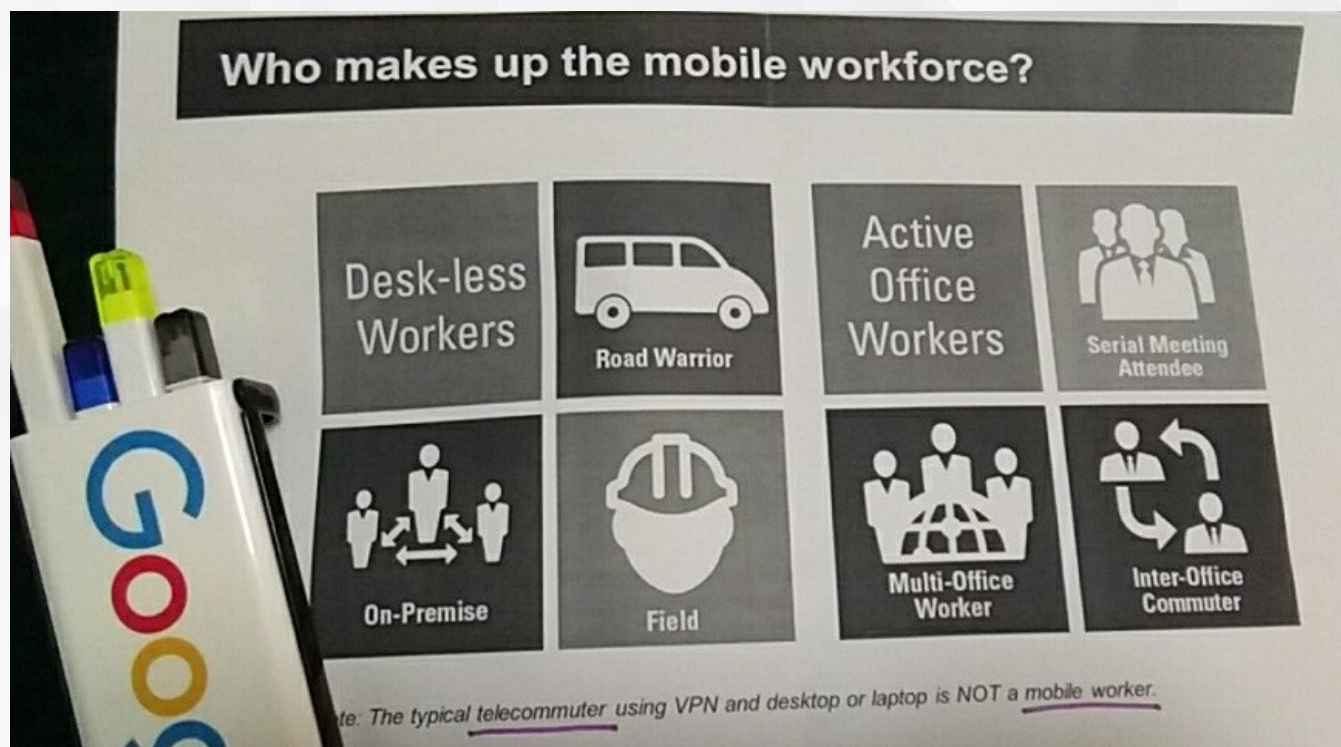 Who makes up the mobile workforce?
Desk-less
Workers
Road Warrior
On-Premise
Field
Active
Office
Workers
Serial Meeting
Attendee
Multi-Office
Worker
Inter-Office
Commuter
The typical telecommuter using VPN and desktop or laptop is NOT a mobile worker.